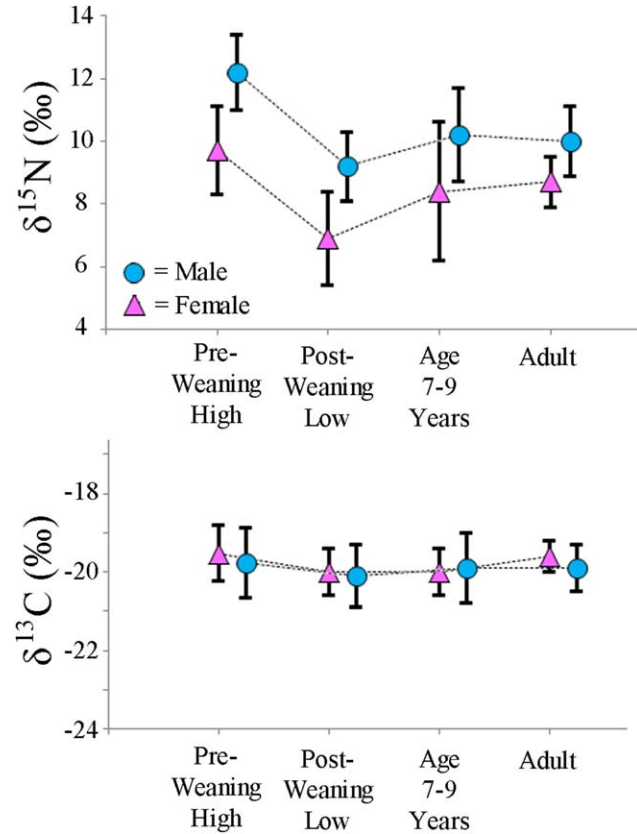 14
12
10
8
6
4
δ15N (‰)
= Male
= Female
Pre-
Weaning
High
Post-
Weaning
Low
Age
7-9
Years
Adult
-18
-20
-22
-24
δ13C (‰)
Pre-
Weaning
High
Post-
Weaning
Low
Age
7-9
Years
Adult